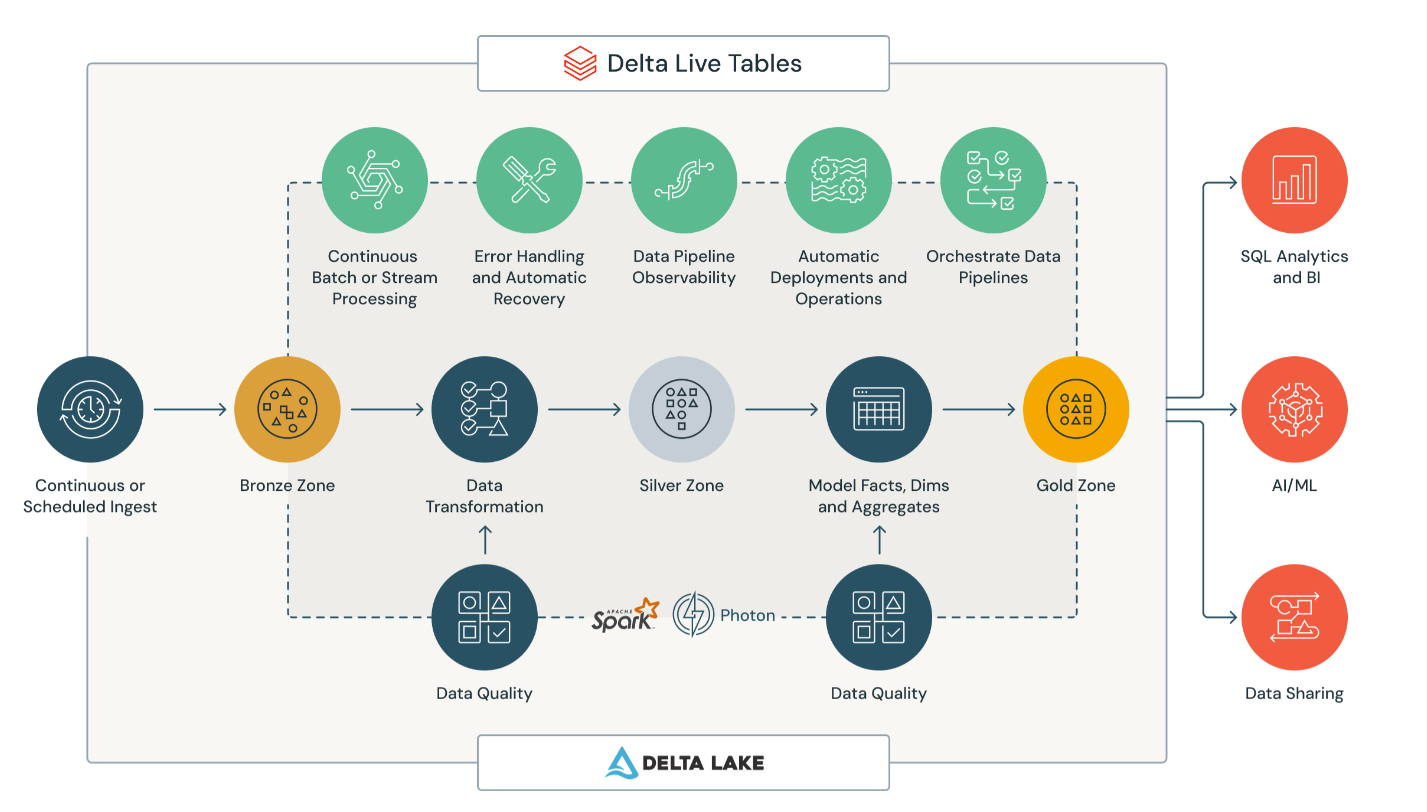 Delta Live Tables
Continuous
Batch or Stream
Processing
Error Handling
and Automatic
Recovery
Data Pipeline
Observability
Automatic
Deployments and
Operations
Orchestrate Data
Pipelines
SQL Analytics
and BI
Continuous or
Scheduled Ingest
Bronze Zone
Data
Transformation
Silver Zone
Model Facts, Dims
and Aggregates
Gold Zone
AI/ML
APACHE
Spark
Photon
Data Quality
Data Quality
Data Sharing
DELTA LAKE